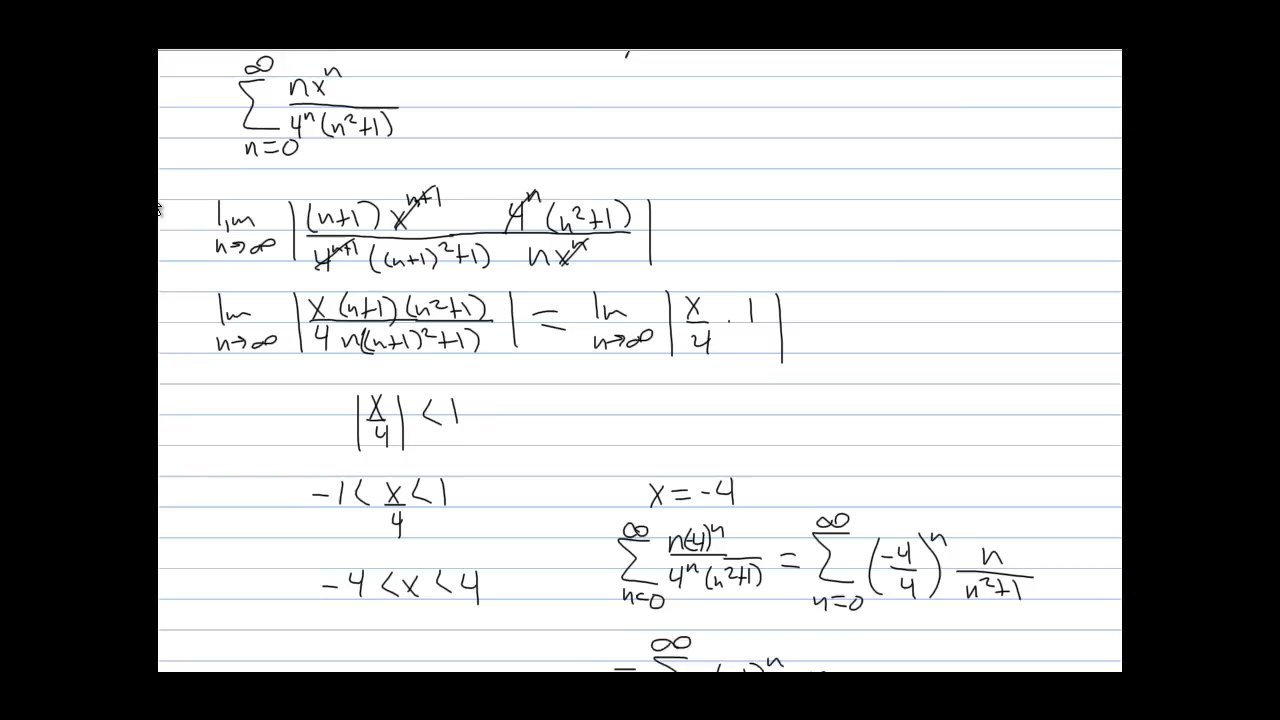 ∑_{n=0}^{∞} nx^n / 4^n(n²+1)
lim_{n→∞} | (n+1) x^{n+1} / 4^{n+1} ((n+1)²+1) 4^n (n²+1) / n x^n |
lim_{n→∞} | x (n+1) (n²+1) / 4 n((n+1)²+1) | = lim_{n→∞} | x/4 · 1 |
| x/4 | < 1
-1 < x/4 < 1
x = -4
∑_{n=0}^{∞} n(-4)^n / 4^n (n²+1) = ∑_{n=0}^{∞} (-4/4)^n n / n²+1
-4 < x < 4